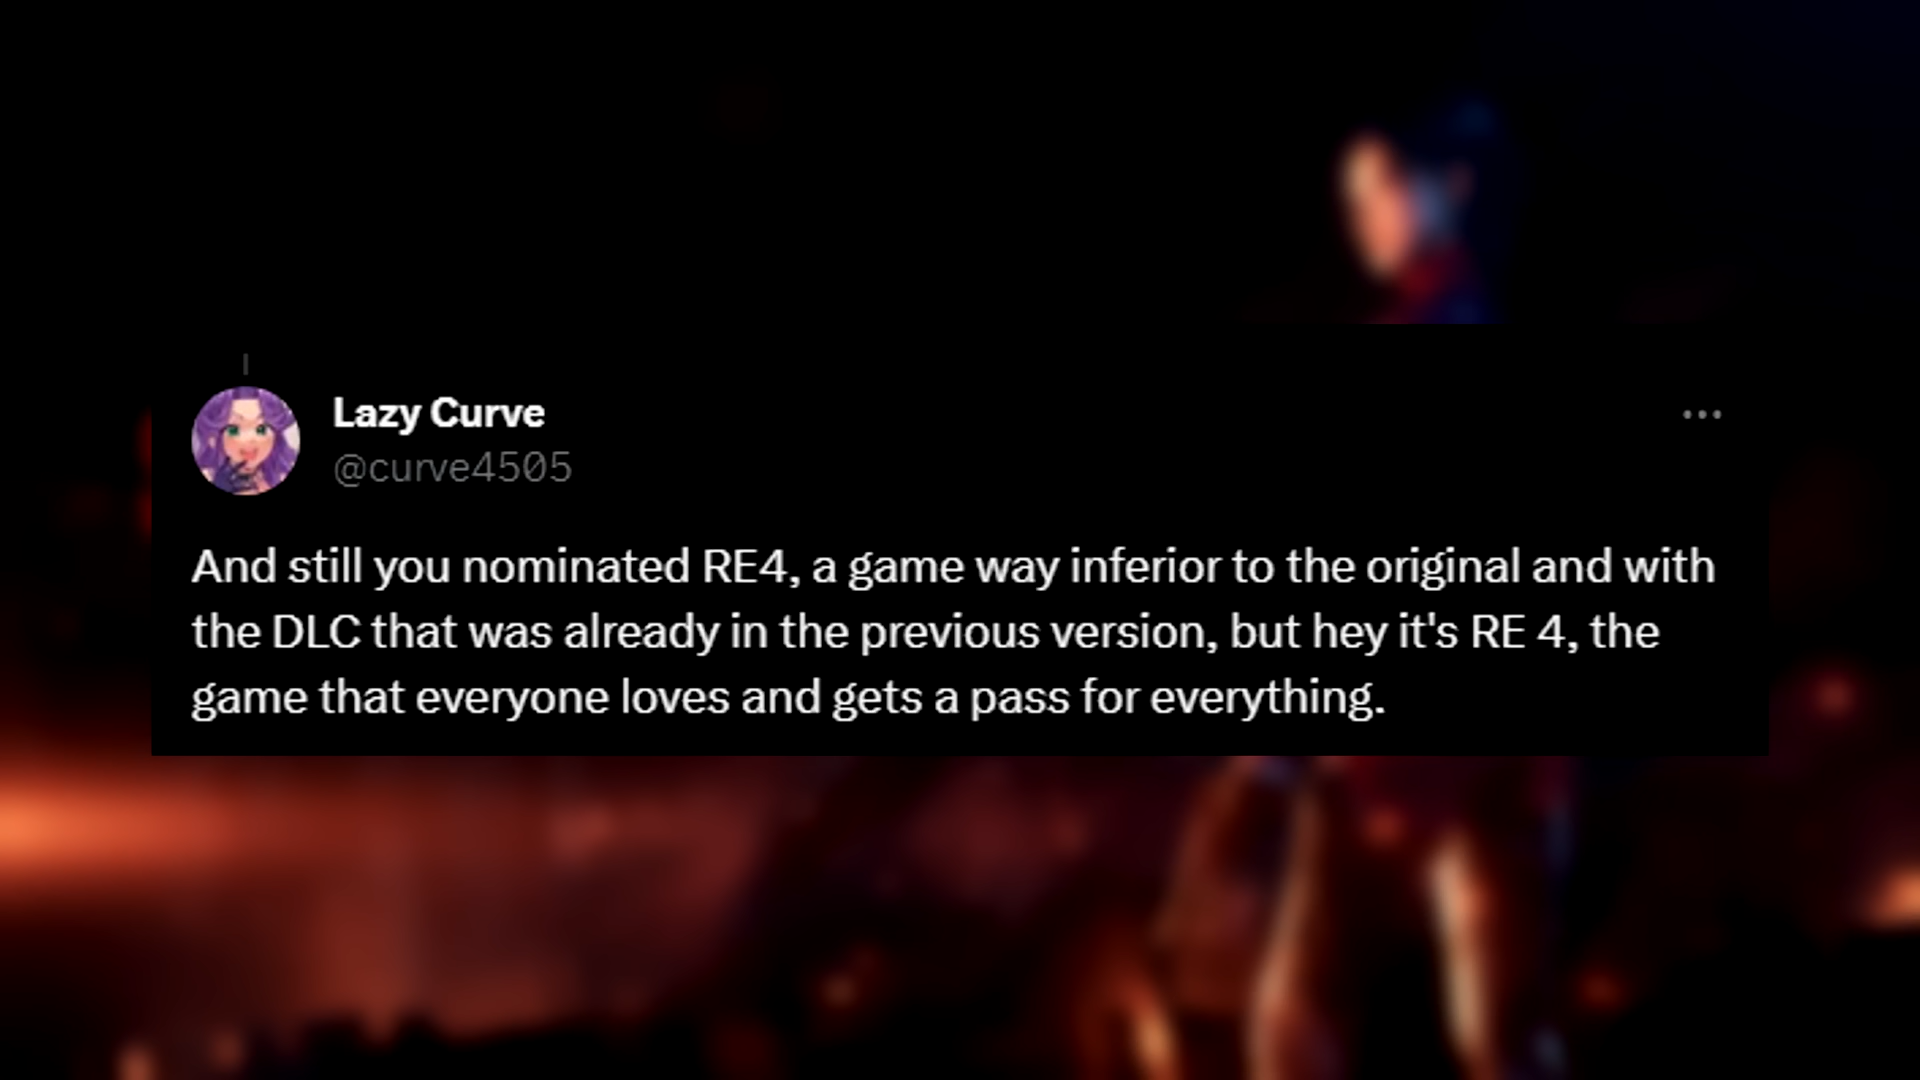 Lazy Curve
@curve4505
And still you nominated RE4, a game way inferior to the original and with
the DLC that was already in the previous version, but hey it's RE 4, the
game that everyone loves and gets a pass for everything.